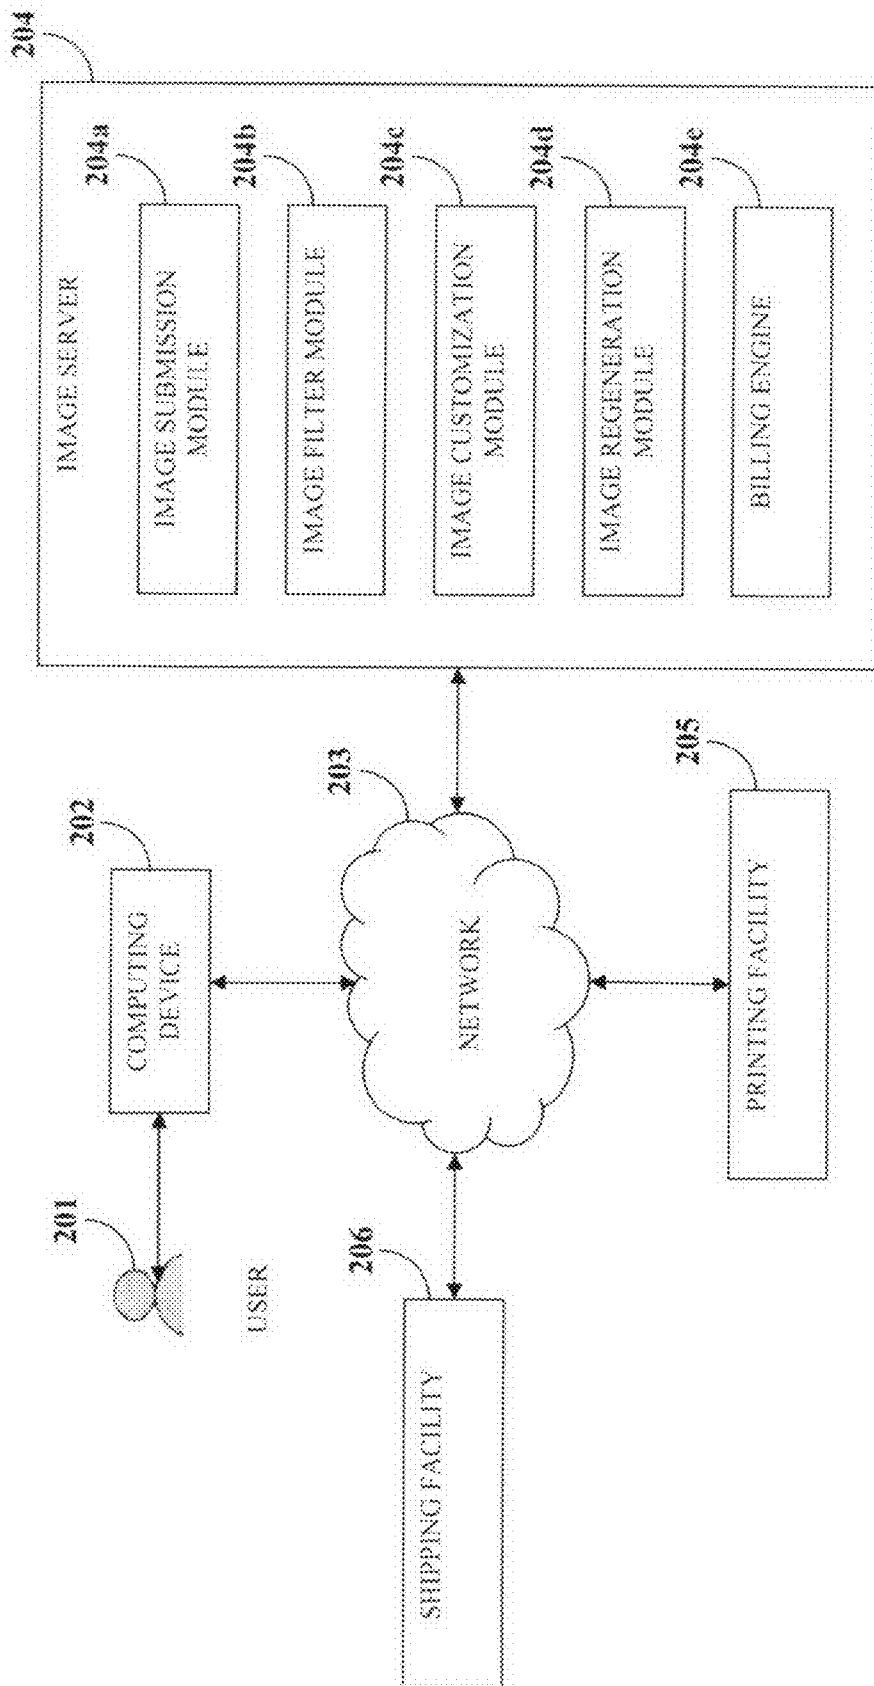 204
IMAGE SERVER
204a
IMAGE SUBMISSION
MODULE
204b
IMAGE FILTER MODULE
204c
IMAGE CUSTOMIZATION
MODULE
204d
IMAGE REGENERATION
MODULE
204e
BILLING ENGINE
201
USER
202
COMPUTING
DEVICE
203
NETWORK
206
SHIPPING FACILITY
205
PRINTING FACILITY